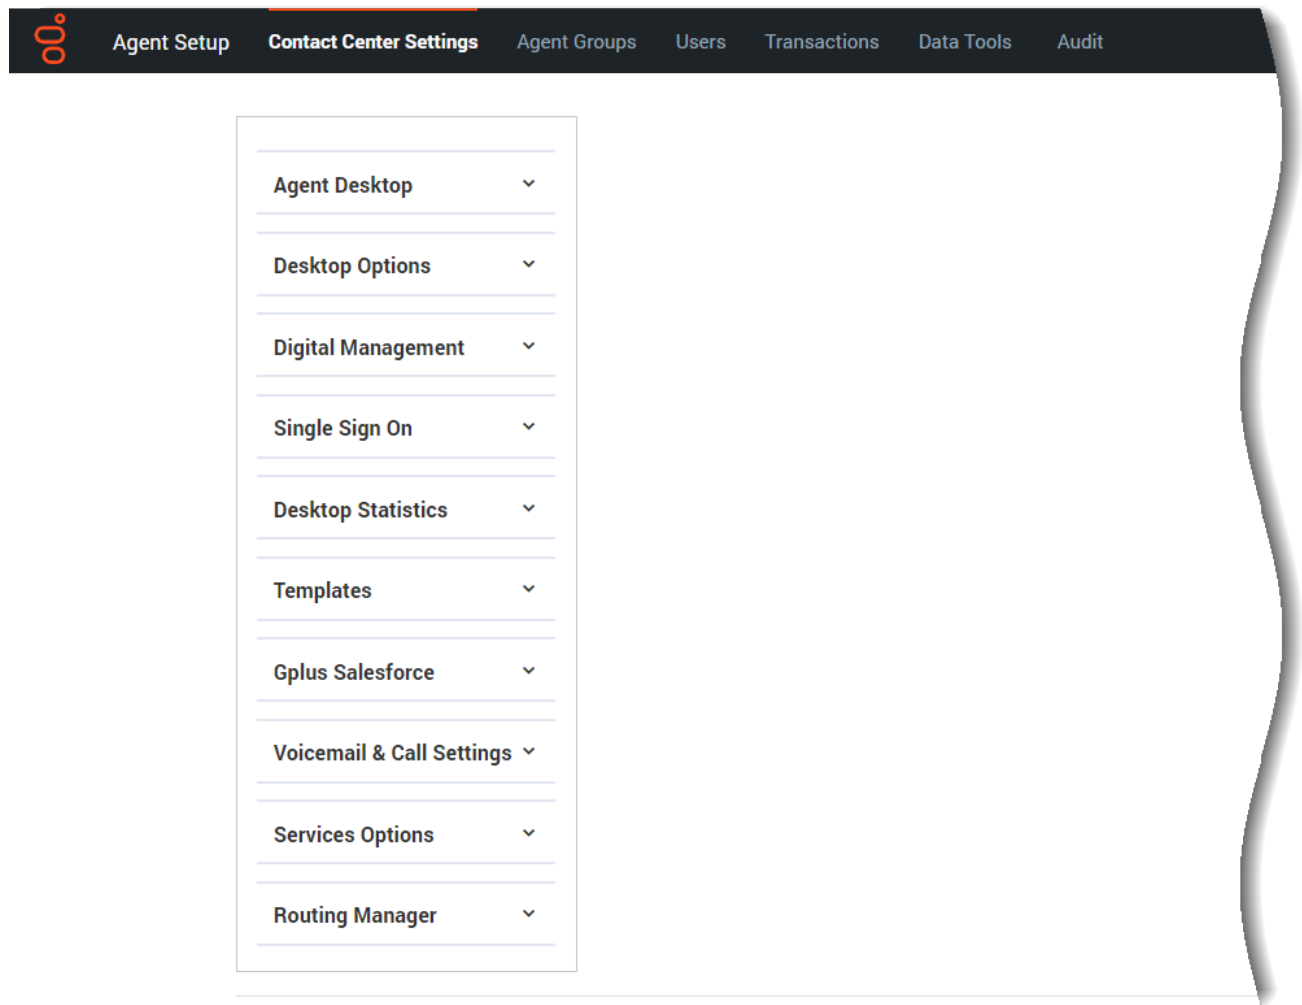 Agent Setup Contact Center Settings Agent Groups Users Transactions Data Tools Audit
Agent Desktop
Desktop Options
Digital Management
Single Sign On
Desktop Statistics
Templates
Gplus Salesforce
Voicemail & Call Settings
Services Options
Routing Manager